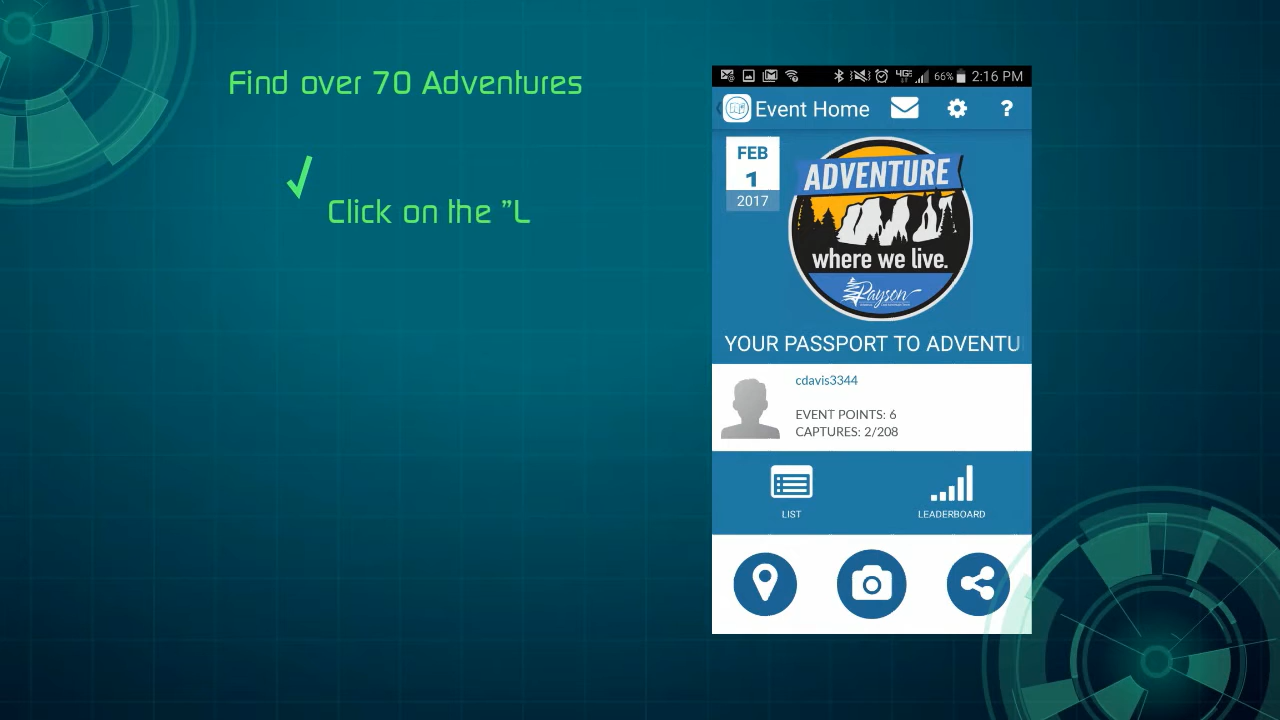 Find over 70 Adventures
✓
Click on the "L
66% 2:16 PM
Event Home ?
FEB
1
2017
ADVENTURE
where we live.
Payson
YOUR PASSPORT TO ADVENTU
cdavis3344
EVENT POINTS: 6
CAPTURES: 2/208
LIST
LEADERBOARD